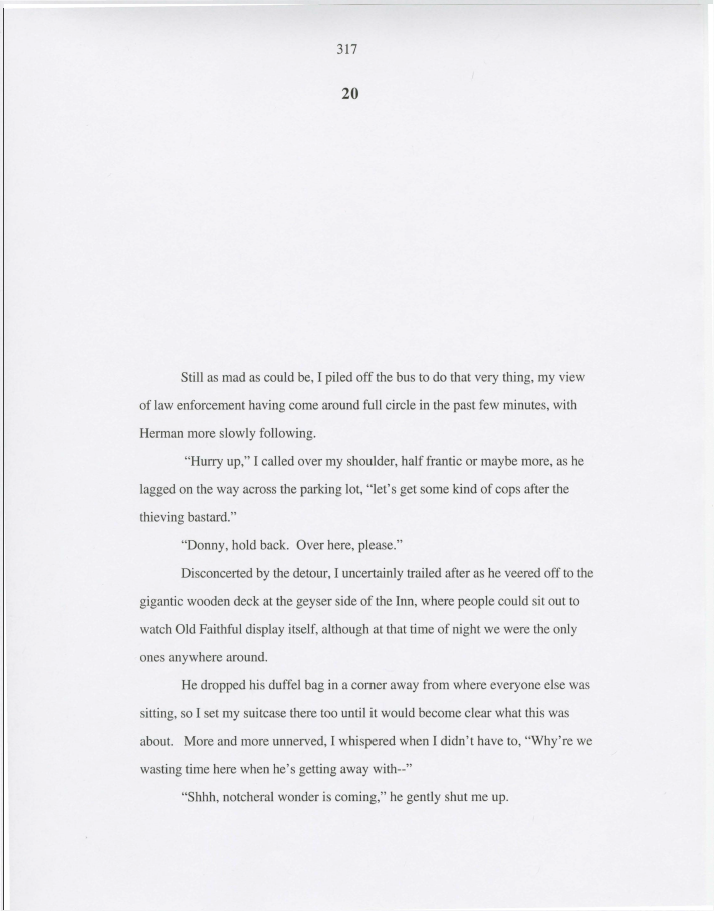 317
20
Still as mad as could be, I piled off the bus to do that very thing, my view
of law enforcement having come around full circle in the past few minutes, with
Herman more slowly following.
“Hurry up,” I called over my shoulder, half frantic or maybe more, as he
lagged on the way across the parking lot, “let’s get some kind of cops after the
thieving bastard.”
“Donny, hold back.  Over here, please.”
Disconcerted by the detour, I uncertainly trailed after as he veered off to the
gigantic wooden deck at the geyser side of the Inn, where people could sit out to
watch Old Faithful display itself, although at that time of night we were the only
ones anywhere around.
He dropped his duffel bag in a corner away from where everyone else was
sitting, so I set my suitcase there too until it would become clear what this was
about.   More and more unnerved, I whispered when I didn’t have to, “Why’re we
wasting time here when he’s getting away with--”
“Shhh, notcheral wonder is coming,” he gently shut me up.